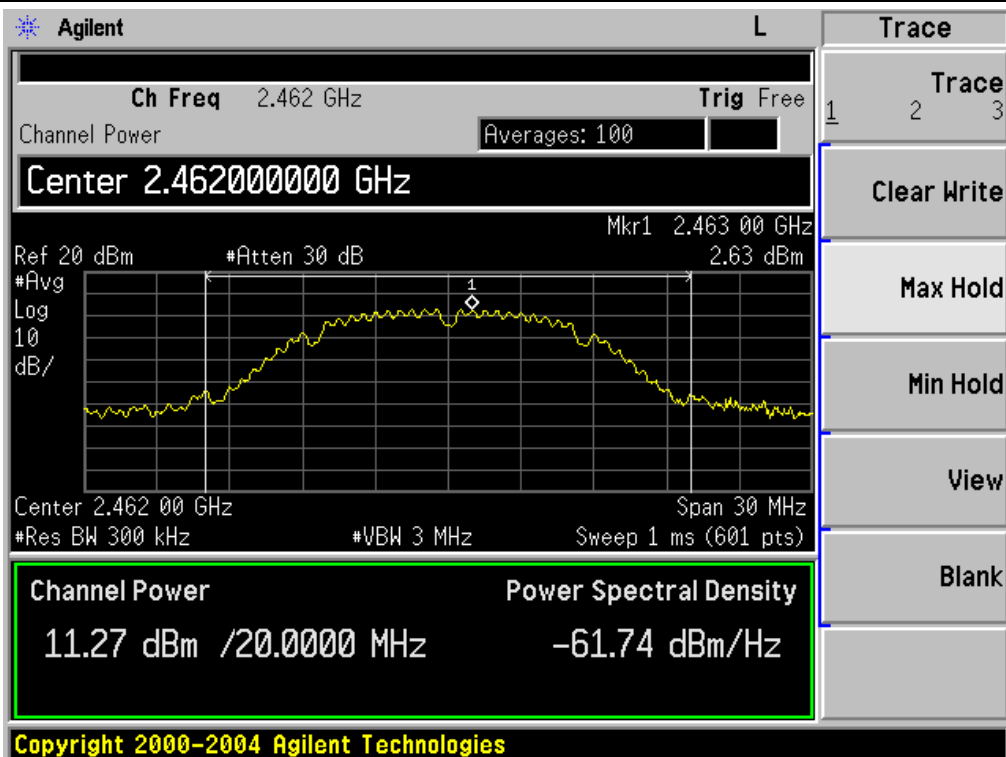 Agilent L
Ch Freq 2.462 GHz Trig Free
Channel Power Averages: 100
Center 2.462000000 GHz
Mkr1 2.463 00 GHz
Ref 20 dBm #Atten 30 dB 2.63 dBm
#Avg
Log
10
dB/
1
Center 2.462 00 GHz Span 30 MHz
#Res BW 300 kHz #VBW 3 MHz Sweep 1 ms (601 pts)
Channel Power Power Spectral Density
11.27 dBm /20.0000 MHz -61.74 dBm/Hz
Copyright 2000-2004 Agilent Technologies
Trace
Trace
1 2 3
Clear Write
Max Hold
Min Hold
View
Blank